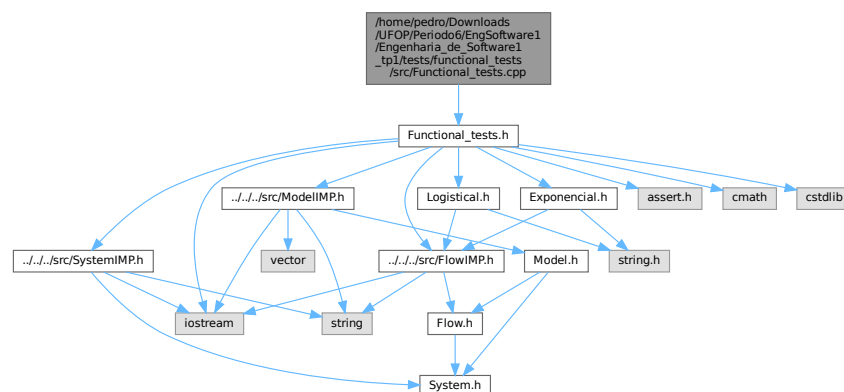 /home/pedro/Downloads
/UFOP/Periodo6/EngSoftware1
/Engenharia_de_Software1
_tp1/tests/functional_tests
/src/Functional_tests.cpp
Functional_tests.h
../../../src/ModelIMP.h
Logistical.h
Exponencial.h
assert.h
cmath
cstdlib
../../../src/SystemIMP.h
vector
../../../src/FlowIMP.h
Model.h
string.h
iostream
string
Flow.h
System.h